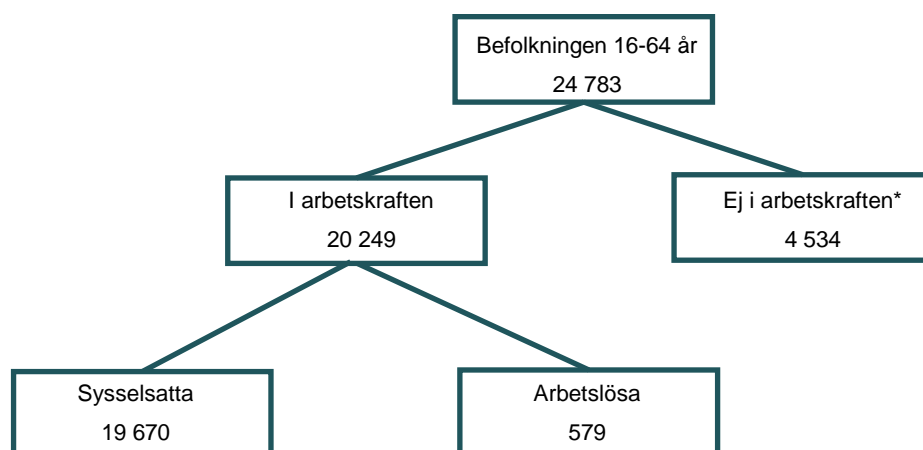 Befolkningen 16-64 år
24 783
I arbetskraften
20 249
Ej i arbetskraften*
4 534
Sysselsatta
19 670
Arbetslösa
579